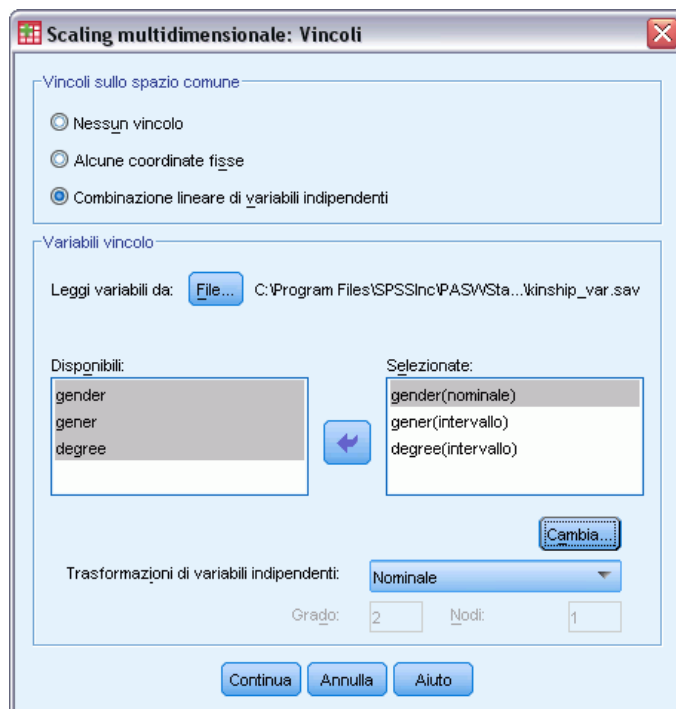 Scaling multidimensionale: Vincoli
Vincoli sullo spazio comune
Nessun vincolo
Alcune coordinate fisse
Combinazione lineare di variabili indipendenti
Variabili vincolo
Leggi variabili da: File... C:\Program Files\SPSSInc\PASWSta...\kinship_var.sav
Disponibili: Selezionate:
gender gender(nominale)
gener gener(intervallo)
degree degree(intervallo)
Cambia...
Trasformazioni di variabili indipendenti: Nominale
Grado: 2 Nodi: 1
Continua Annulla Aiuto